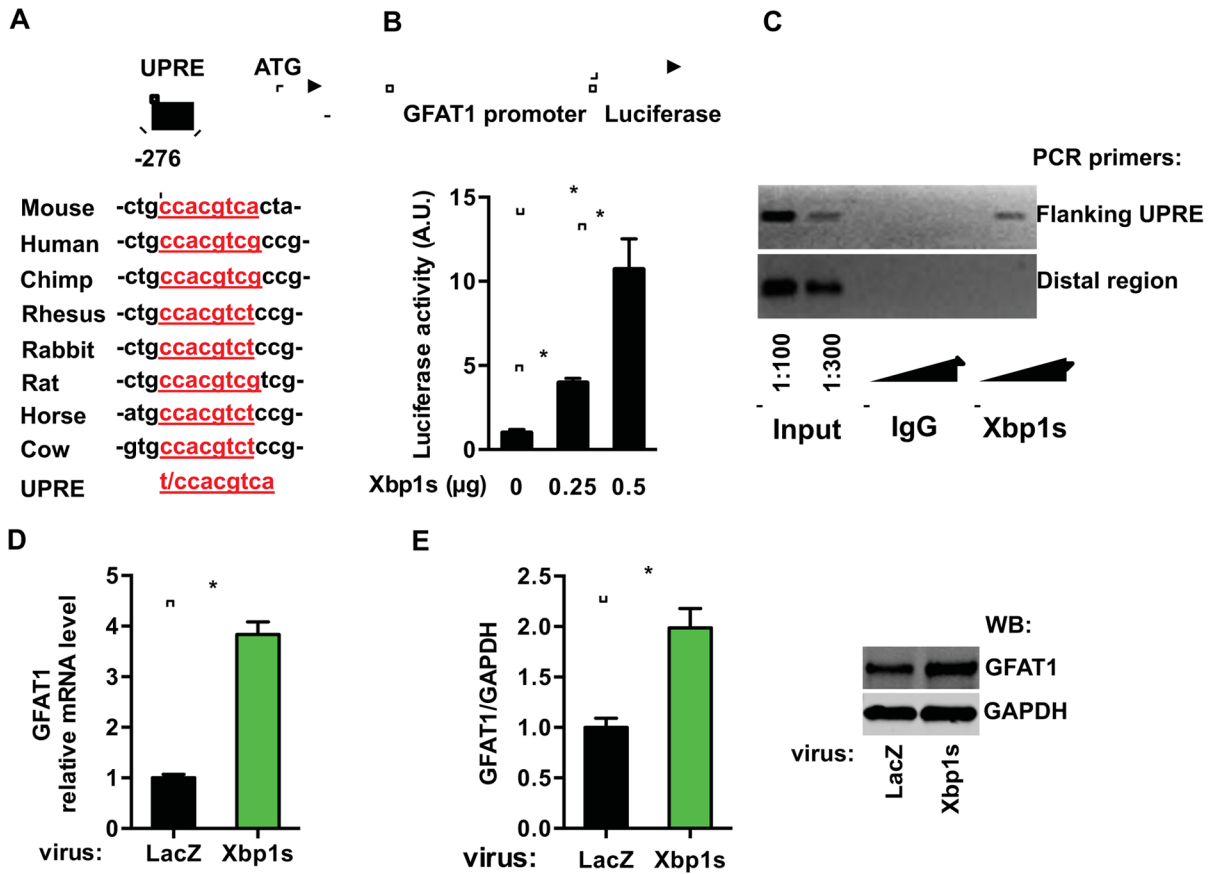 A
UPRE
ATG
-276
Mouse -ctgccacgtcacta-
Human -ctgccacgtcgccg-
Chimp -ctgccacgtcgccg-
Rhesus -ctgccacgtctccg-
Rabbit -ctgccacgtctccg-
Rat -ctgccacgtcgtcg-
Horse -atgccacgtctccg-
Cow -gtgccacgtctccg-
UPRE t/ccacgtca
B
GFAT1 promoter Luciferase
Luciferase activity (A.U.)
15
10
5
0
*
*
*
Xbp1s (μg) 0 0.25 0.5
C
PCR primers:
Flanking UPRE
Distal region
1:100 1:300
Input IgG Xbp1s
D
GFAT1
relative mRNA level
5
4
3
2
1
0
*
virus: LacZ Xbp1s
E
GFAT1/GAPDH
2.5
2.0
1.5
1.0
0.5
0.0
*
virus: LacZ Xbp1s
WB:
GFAT1
GAPDH
virus: LacZ Xbp1s